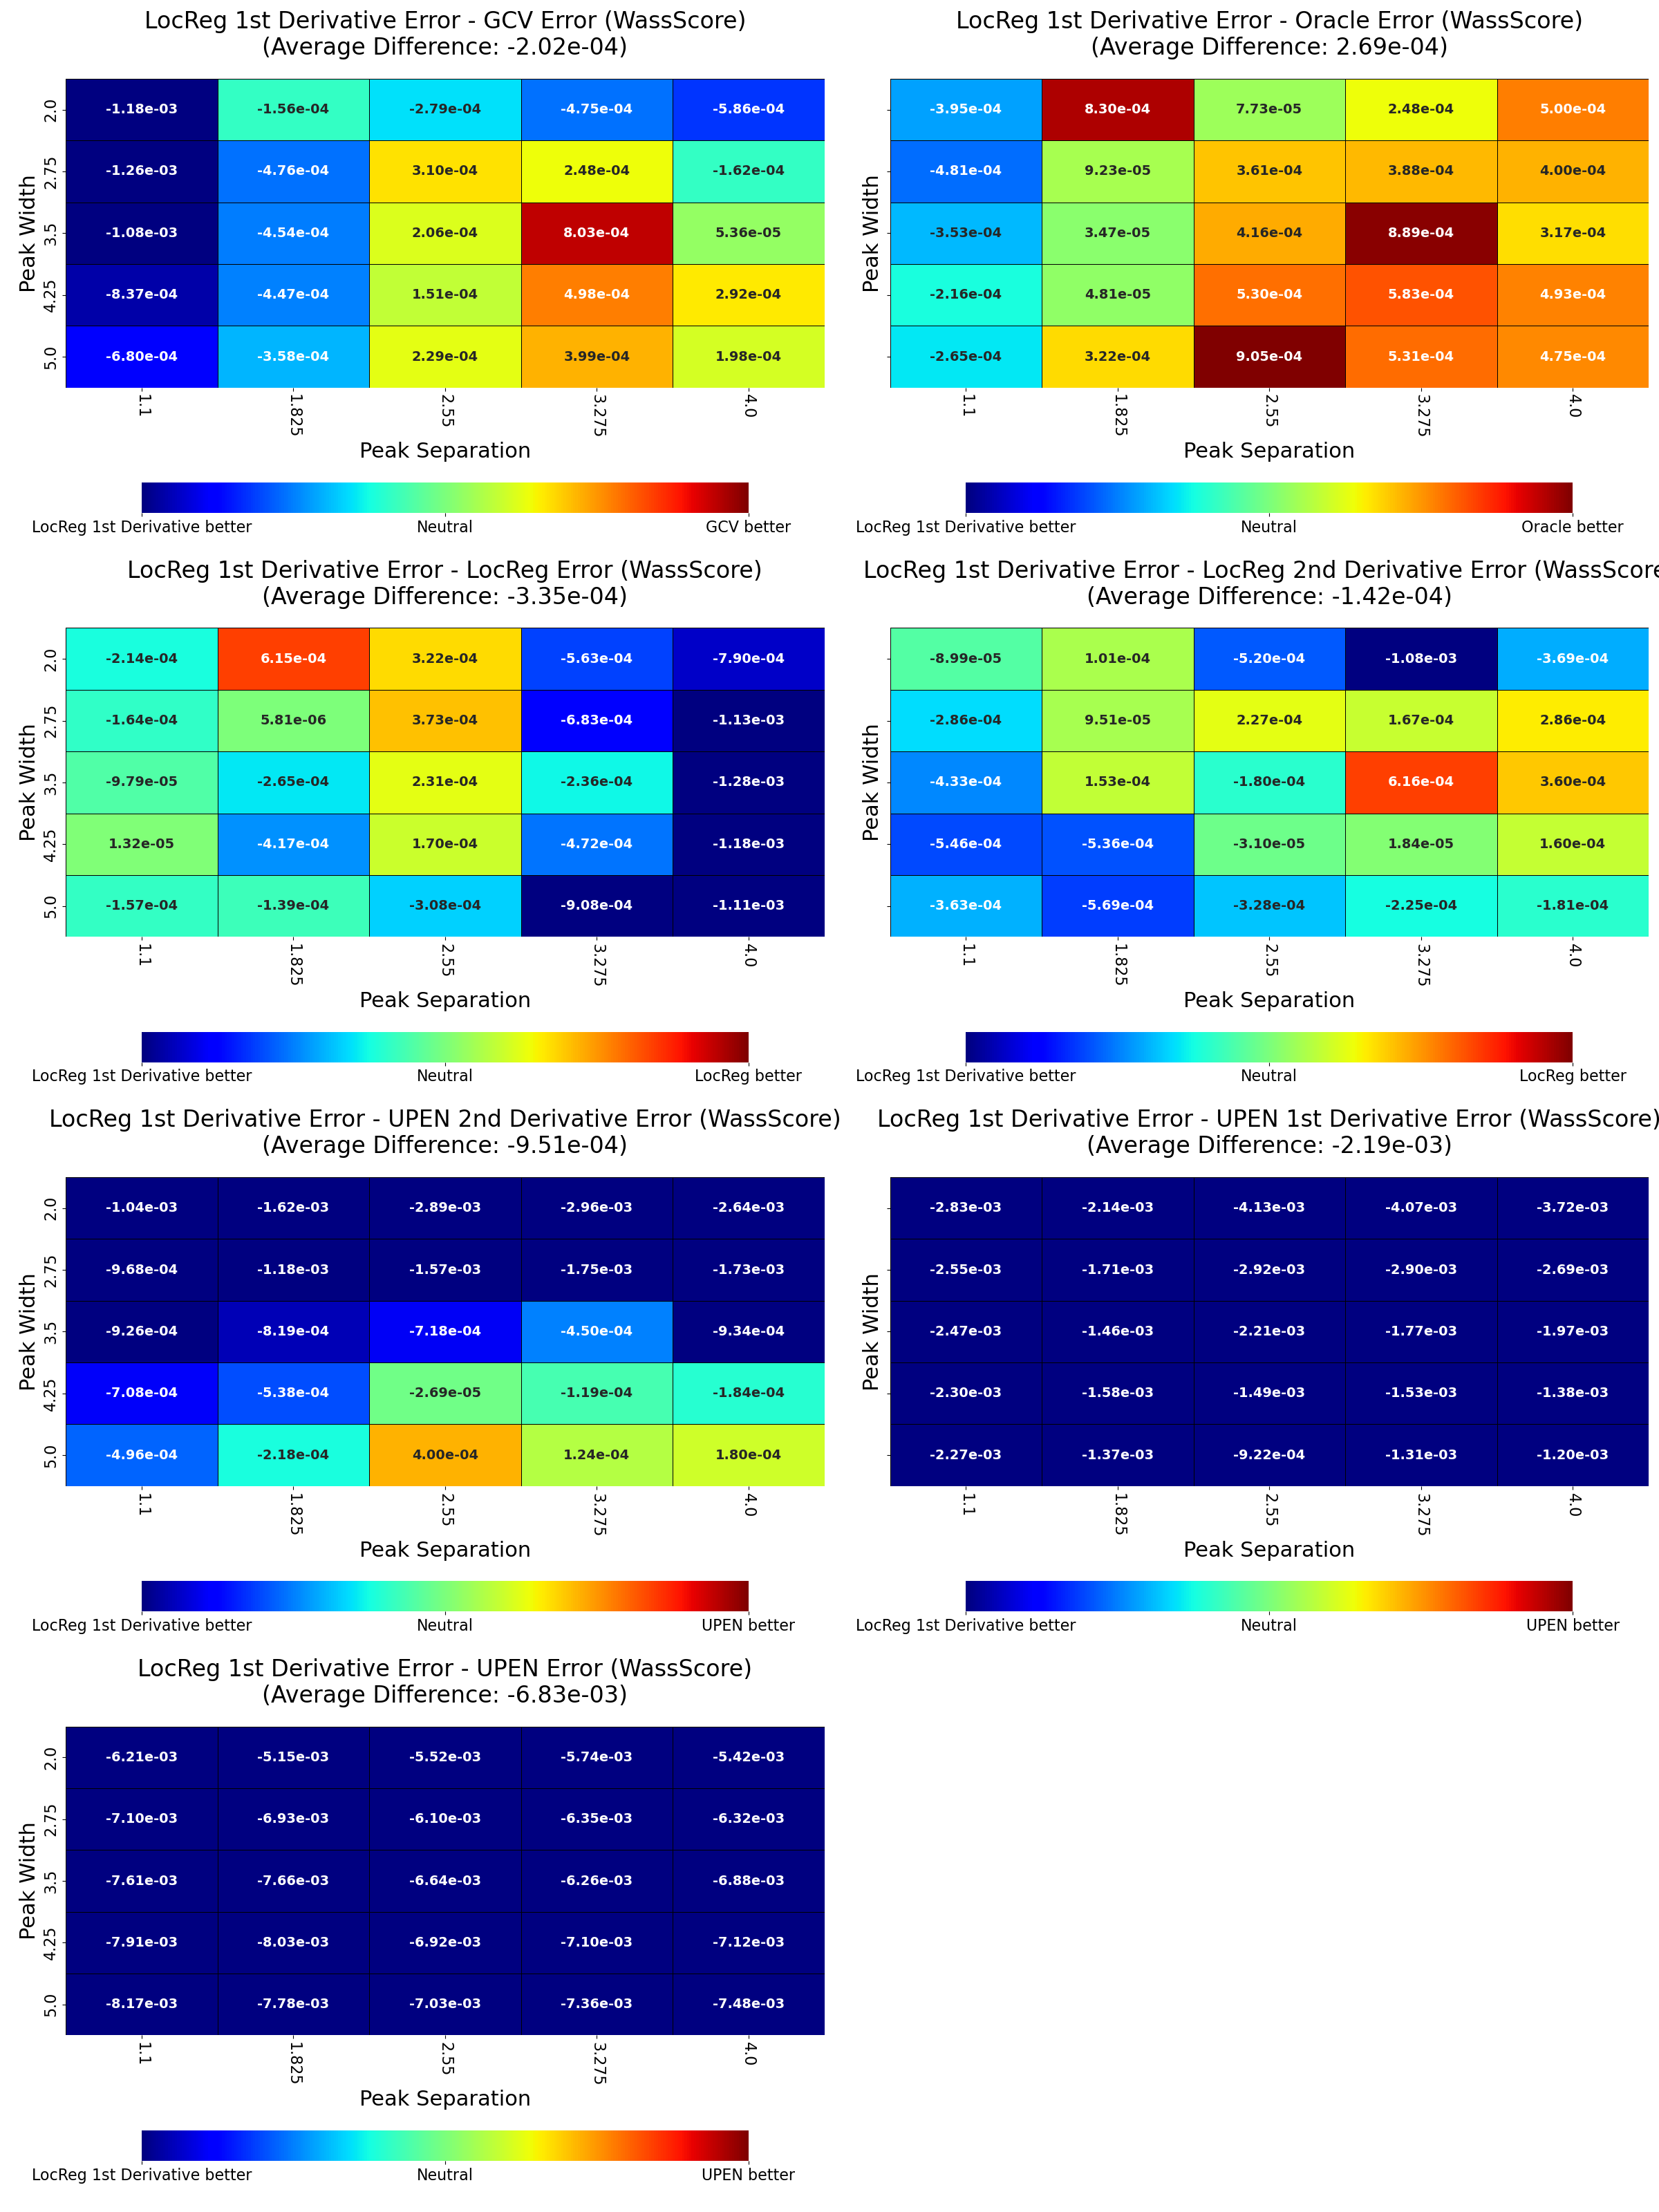 LocReg 1st Derivative Error - GCV Error (WassScore)
(Average Difference: -2.02e-04)
Peak Width
2.0 -1.18e-03 -1.56e-04 -2.79e-04 -4.75e-04 -5.86e-04
2.75 -1.26e-03 -4.76e-04 3.10e-04 2.48e-04 -1.62e-04
3.5 -1.08e-03 -4.54e-04 2.06e-04 8.03e-04 5.36e-05
4.25 -8.37e-04 -4.47e-04 1.51e-04 4.98e-04 2.92e-04
5.0 -6.80e-04 -3.58e-04 2.29e-04 3.99e-04 1.98e-04
1.1 1.825 2.55 3.275 4.0
Peak Separation
LocReg 1st Derivative better Neutral GCV better
LocReg 1st Derivative Error - Oracle Error (WassScore)
(Average Difference: 2.69e-04)
Peak Width
-3.95e-04 8.30e-04 7.73e-05 2.48e-04 5.00e-04
-4.81e-04 9.23e-05 3.61e-04 3.88e-04 4.00e-04
-3.53e-04 3.47e-05 4.16e-04 8.89e-04 3.17e-04
-2.16e-04 4.81e-05 5.30e-04 5.83e-04 4.93e-04
-2.65e-04 3.22e-04 9.05e-04 5.31e-04 4.75e-04
1.1 1.825 2.55 3.275 4.0
Peak Separation
LocReg 1st Derivative better Neutral Oracle better
LocReg 1st Derivative Error - LocReg Error (WassScore)
(Average Difference: -3.35e-04)
Peak Width
2.0 -2.14e-04 6.15e-04 3.22e-04 -5.63e-04 -7.90e-04
2.75 -1.64e-04 5.81e-06 3.73e-04 -6.83e-04 -1.13e-03
3.5 -9.79e-05 -2.65e-04 2.31e-04 -2.36e-04 -1.28e-03
4.25 1.32e-05 -4.17e-04 1.70e-04 -4.72e-04 -1.18e-03
5.0 -1.57e-04 -1.39e-04 -3.08e-04 -9.08e-04 -1.11e-03
1.1 1.825 2.55 3.275 4.0
Peak Separation
LocReg 1st Derivative better Neutral LocReg better
LocReg 1st Derivative Error - LocReg 2nd Derivative Error (WassScore
(Average Difference: -1.42e-04)
Peak Width
-8.99e-05 1.01e-04 -5.20e-04 -1.08e-03 -3.69e-04
-2.86e-04 9.51e-05 2.27e-04 1.67e-04 2.86e-04
-4.33e-04 1.53e-04 -1.80e-04 6.16e-04 3.60e-04
-5.46e-04 -5.36e-04 -3.10e-05 1.84e-05 1.60e-04
-3.63e-04 -5.69e-04 -3.28e-04 -2.25e-04 -1.81e-04
1.1 1.825 2.55 3.275 4.0
Peak Separation
LocReg 1st Derivative better Neutral LocReg better
LocReg 1st Derivative Error - UPEN 2nd Derivative Error (WassScore)
(Average Difference: -9.51e-04)
Peak Width
2.0 -1.04e-03 -1.62e-03 -2.89e-03 -2.96e-03 -2.64e-03
2.75 -9.68e-04 -1.18e-03 -1.57e-03 -1.75e-03 -1.73e-03
3.5 -9.26e-04 -8.19e-04 -7.18e-04 -4.50e-04 -9.34e-04
4.25 -7.08e-04 -5.38e-04 -2.69e-05 -1.19e-04 -1.84e-04
5.0 -4.96e-04 -2.18e-04 4.00e-04 1.24e-04 1.80e-04
1.1 1.825 2.55 3.275 4.0
Peak Separation
LocReg 1st Derivative better Neutral UPEN better
LocReg 1st Derivative Error - UPEN 1st Derivative Error (WassScore)
(Average Difference: -2.19e-03)
Peak Width
-2.83e-03 -2.14e-03 -4.13e-03 -4.07e-03 -3.72e-03
-2.55e-03 -1.71e-03 -2.92e-03 -2.90e-03 -2.69e-03
-2.47e-03 -1.46e-03 -2.21e-03 -1.77e-03 -1.97e-03
-2.30e-03 -1.58e-03 -1.49e-03 -1.53e-03 -1.38e-03
-2.27e-03 -1.37e-03 -9.22e-04 -1.31e-03 -1.20e-03
1.1 1.825 2.55 3.275 4.0
Peak Separation
LocReg 1st Derivative better Neutral UPEN better
LocReg 1st Derivative Error - UPEN Error (WassScore)
(Average Difference: -6.83e-03)
Peak Width
2.0 -6.21e-03 -5.15e-03 -5.52e-03 -5.74e-03 -5.42e-03
2.75 -7.10e-03 -6.93e-03 -6.10e-03 -6.35e-03 -6.32e-03
3.5 -7.61e-03 -7.66e-03 -6.64e-03 -6.26e-03 -6.88e-03
4.25 -7.91e-03 -8.03e-03 -6.92e-03 -7.10e-03 -7.12e-03
5.0 -8.17e-03 -7.78e-03 -7.03e-03 -7.36e-03 -7.48e-03
1.1 1.825 2.55 3.275 4.0
Peak Separation
LocReg 1st Derivative better Neutral UPEN better